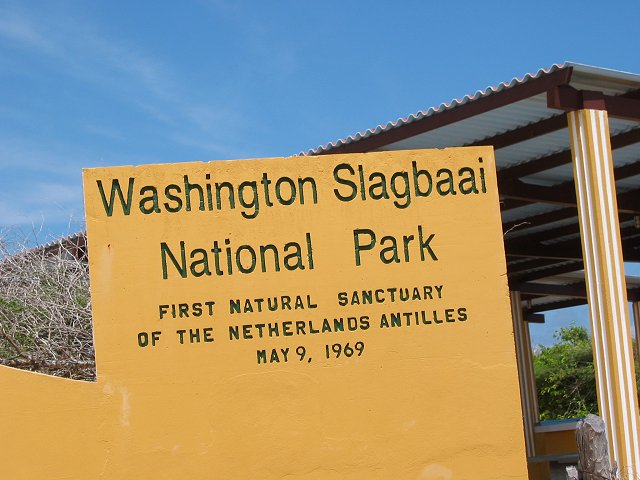 Washington Slagbaai
National Park
FIRST NATURAL SANCTUARY
OF THE NETHERLANDS ANTILLES
MAY 9, 1969